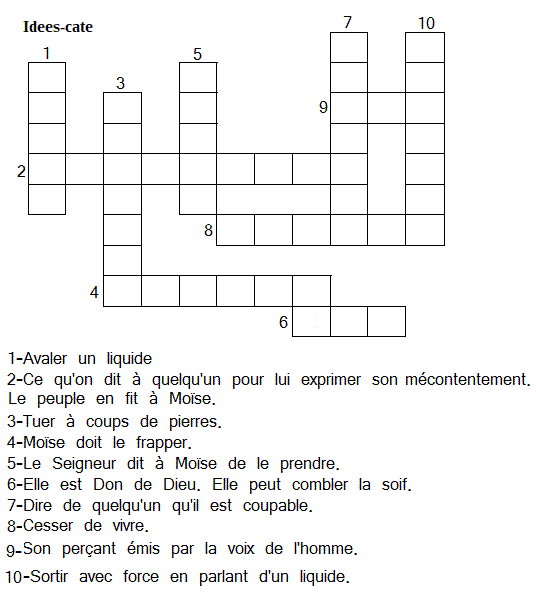 Idees-cate
7 10
1 5
3
9
2
8
4
6
1-Avaler un liquide
2-Ce qu'on dit à quelqu'un pour lui exprimer son mécontentement.
Le peuple en fit à Moïse.
3-Tuer à coups de pierres.
4-Moïse doit le frapper.
5-Le Seigneur dit à Moïse de le prendre.
6-Elle est Don de Dieu. Elle peut combler la soif.
7-Dire de quelqu'un qu'il est coupable.
8-Cesser de vivre.
9-Son perçant émis par la voix de l'homme.
10-Sortir avec force en parlant d'un liquide.